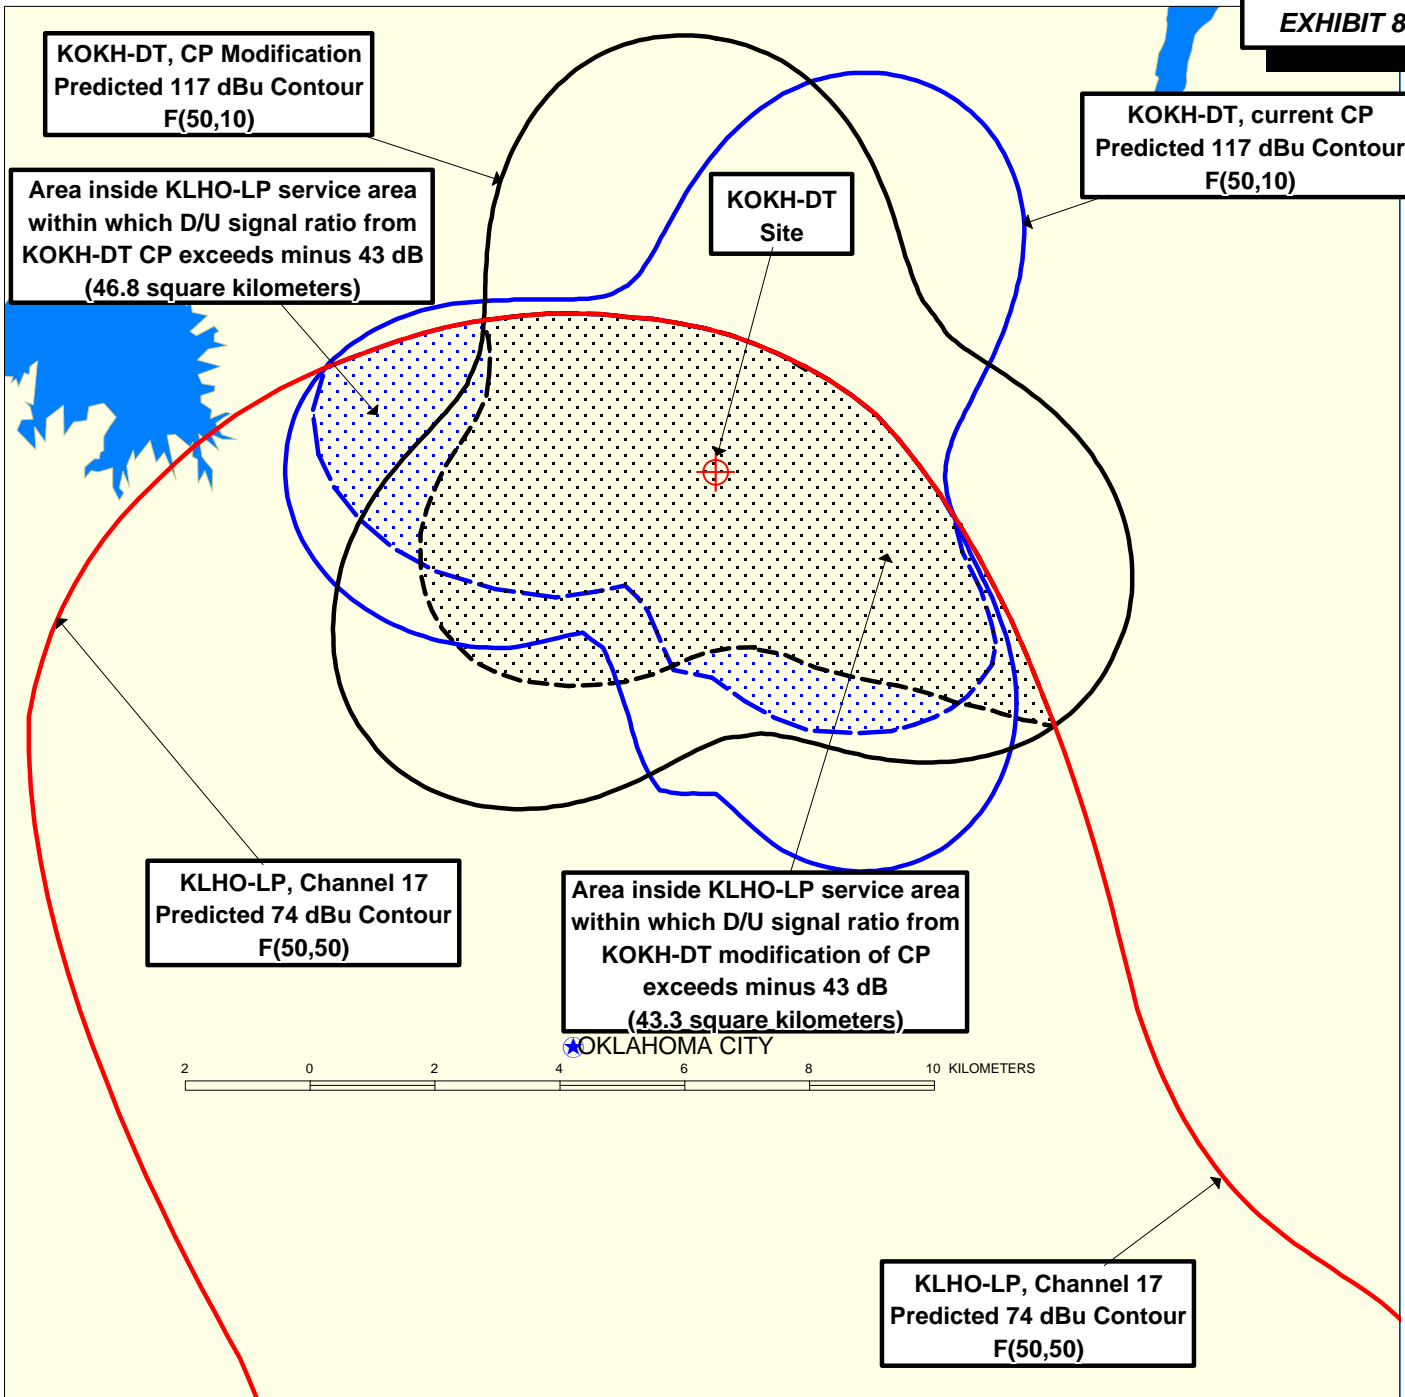 EXHIBIT 8
KOKH-DT, CP Modification
Predicted 117 dBu Contour
F(50,10)
KOKH-DT, current CP
Predicted 117 dBu Contour
F(50,10)
Area inside KLHO-LP service area
within which D/U signal ratio from
KOKH-DT CP exceeds minus 43 dB
(46.8 square kilometers)
KOKH-DT
Site
KLHO-LP, Channel 17
Predicted 74 dBu Contour
F(50,50)
Area inside KLHO-LP service area
within which D/U signal ratio from
KOKH-DT modification of CP
exceeds minus 43 dB
(43.3 square kilometers)
OKLAHOMA CITY
2 0 2 4 6 8 10 KILOMETERS
KLHO-LP, Channel 17
Predicted 74 dBu Contour
F(50,50)